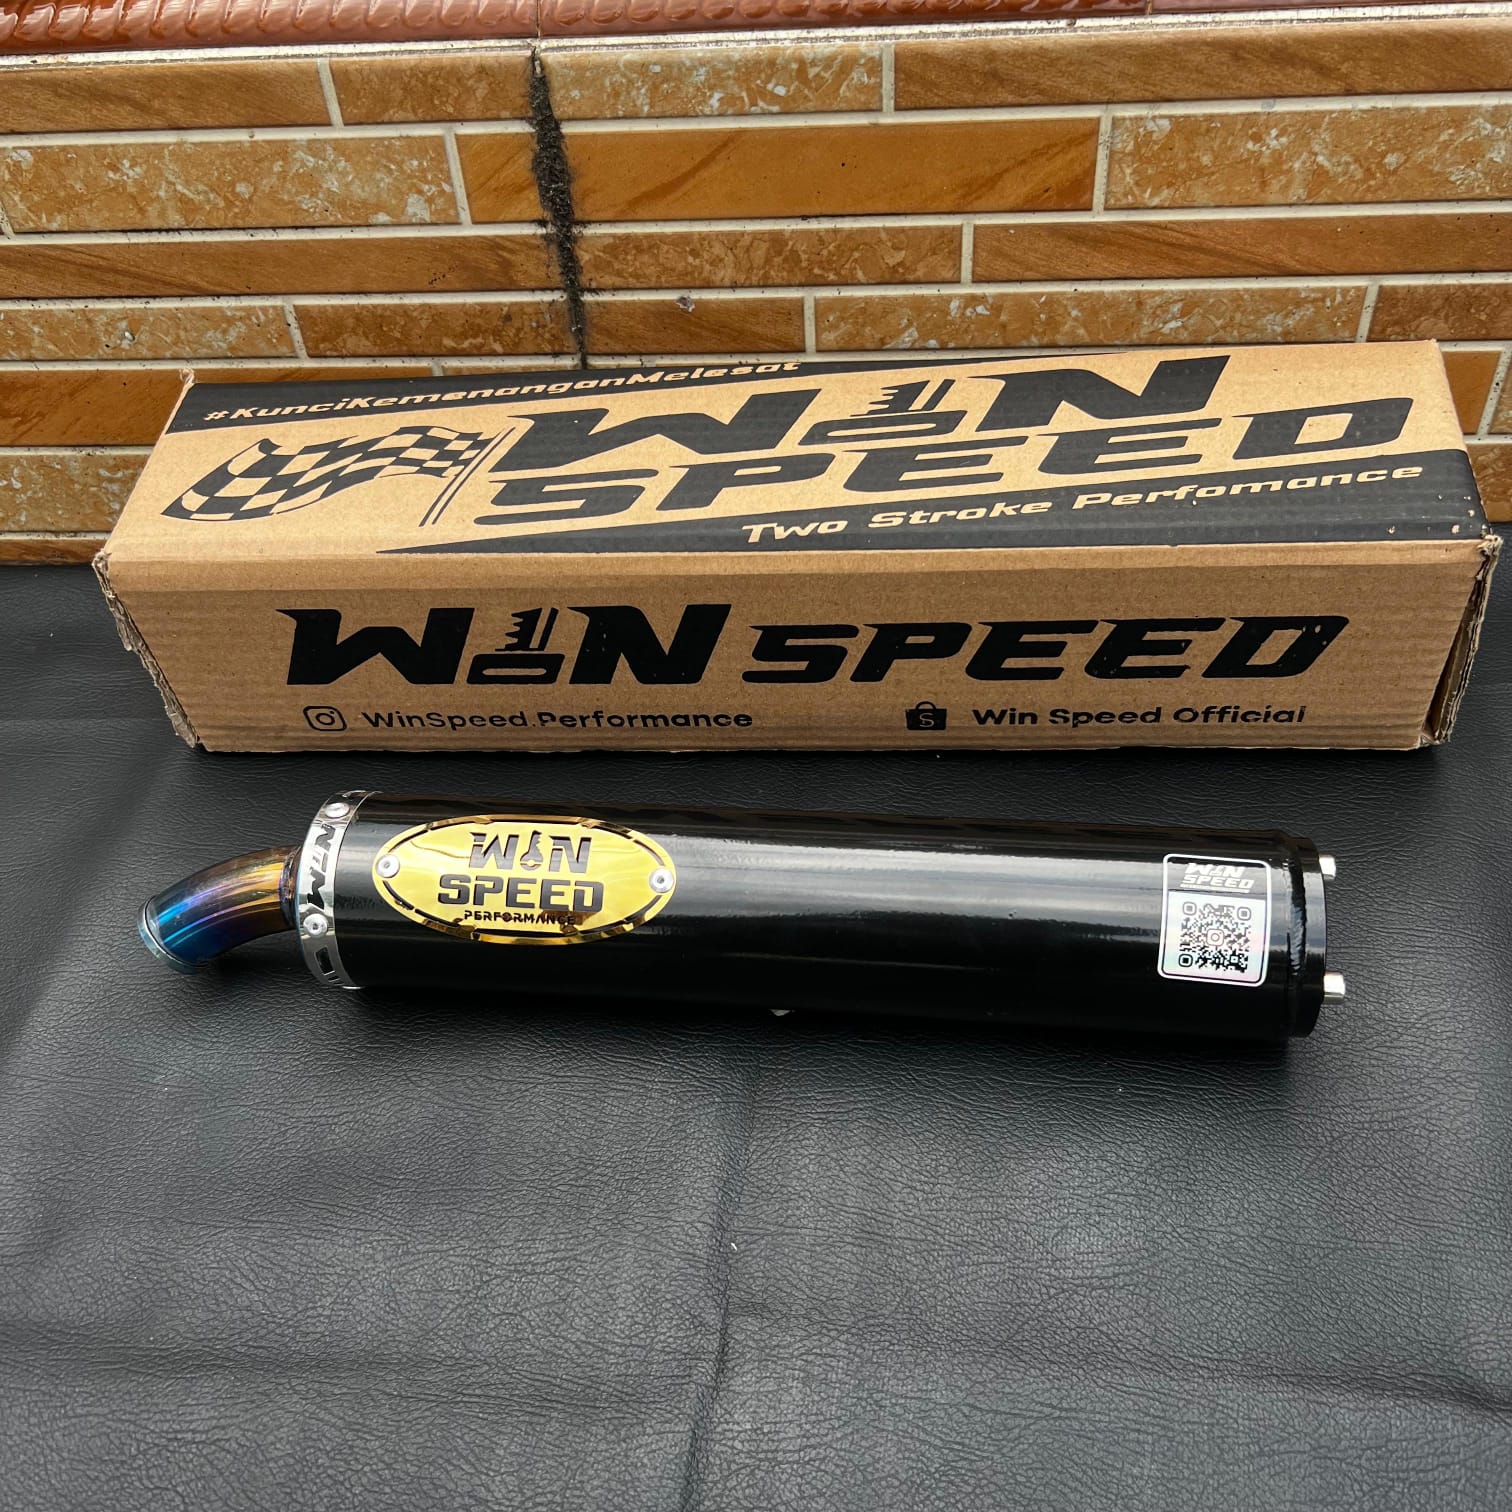 #KunciKemenanganMelesat
WIN
SPEED
Two Stroke Perfomance
WIN SPEED
WinSpeed.Performance
Win Speed Official
WIN
SPEED
PERFORMANCE
WIN
SPEED